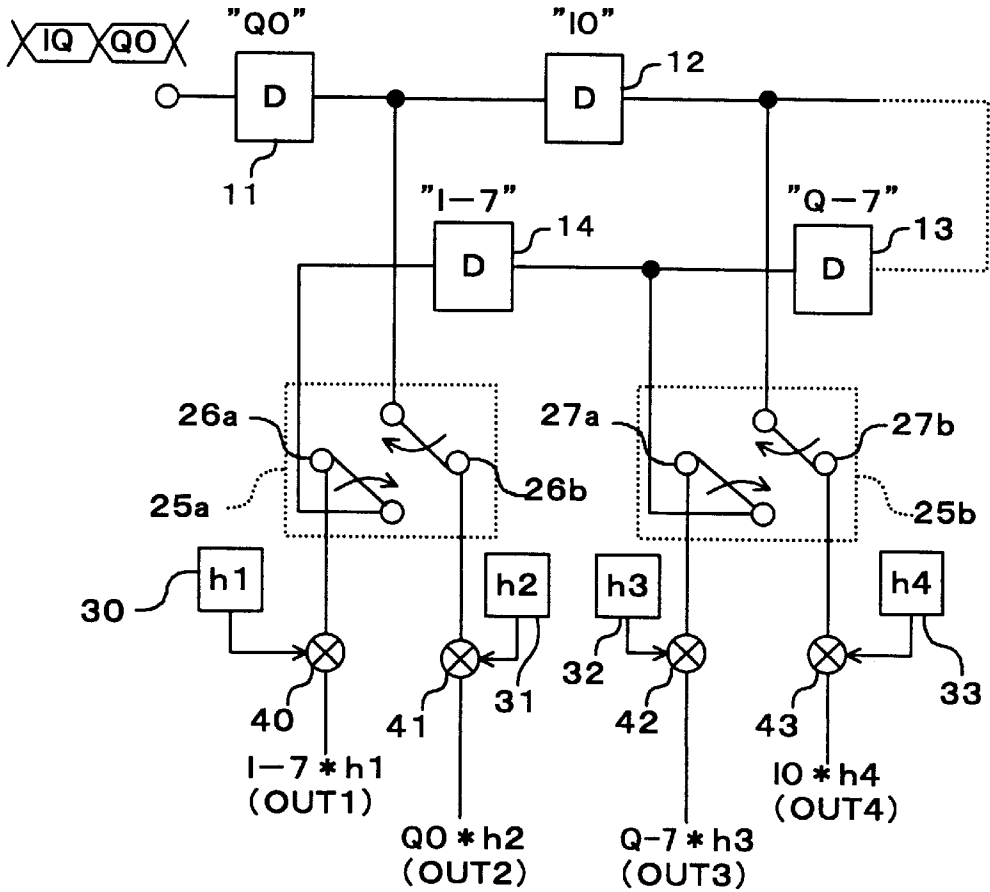 "Q0" "I0"
IQ Q0
D D 12
11
"I-7" "Q-7"
14 13
D D
26a 27a 27b
26b
25a 25b
h1 h2 h3 h4
30
31 32 33
40 41 42 43
I-7*h1 I0*h4
(OUT1) (OUT4)
Q0*h2 Q-7*h3
(OUT2) (OUT3)